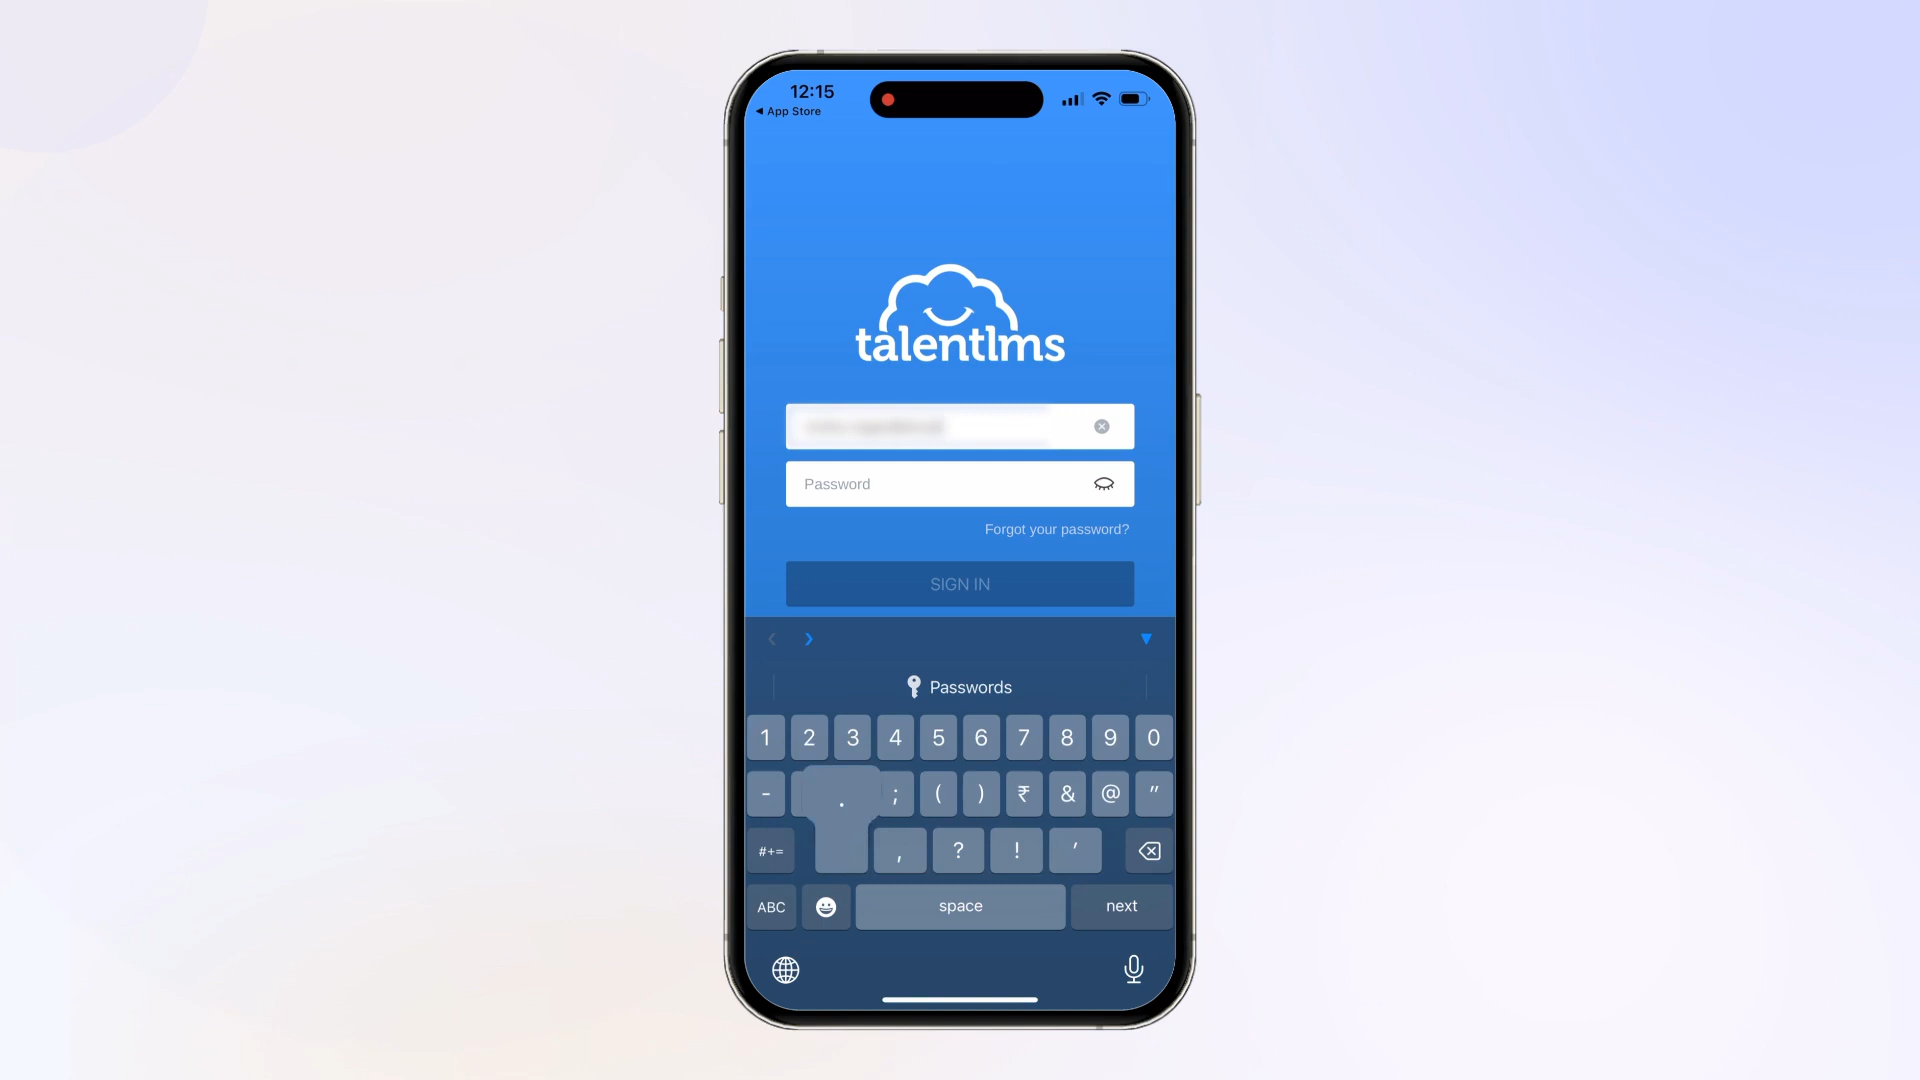 12:15
◀ App Store
talentlms
Password
Forgot your password?
SIGN IN
Passwords
1 2 3 4 5 6 7 8 9 0
- . ; ( ) ₹ & @ "
#+= , ? ! '
ABC space next